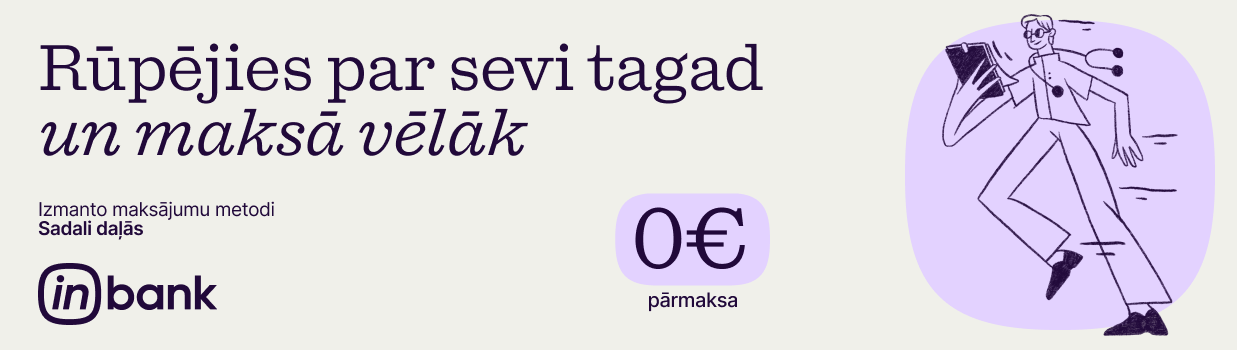 Rūpējies par sevi tagad
un maksā vēlāk
Izmanto maksājumu metodi
Sadali daļās
inbank
0€
pārmaksa